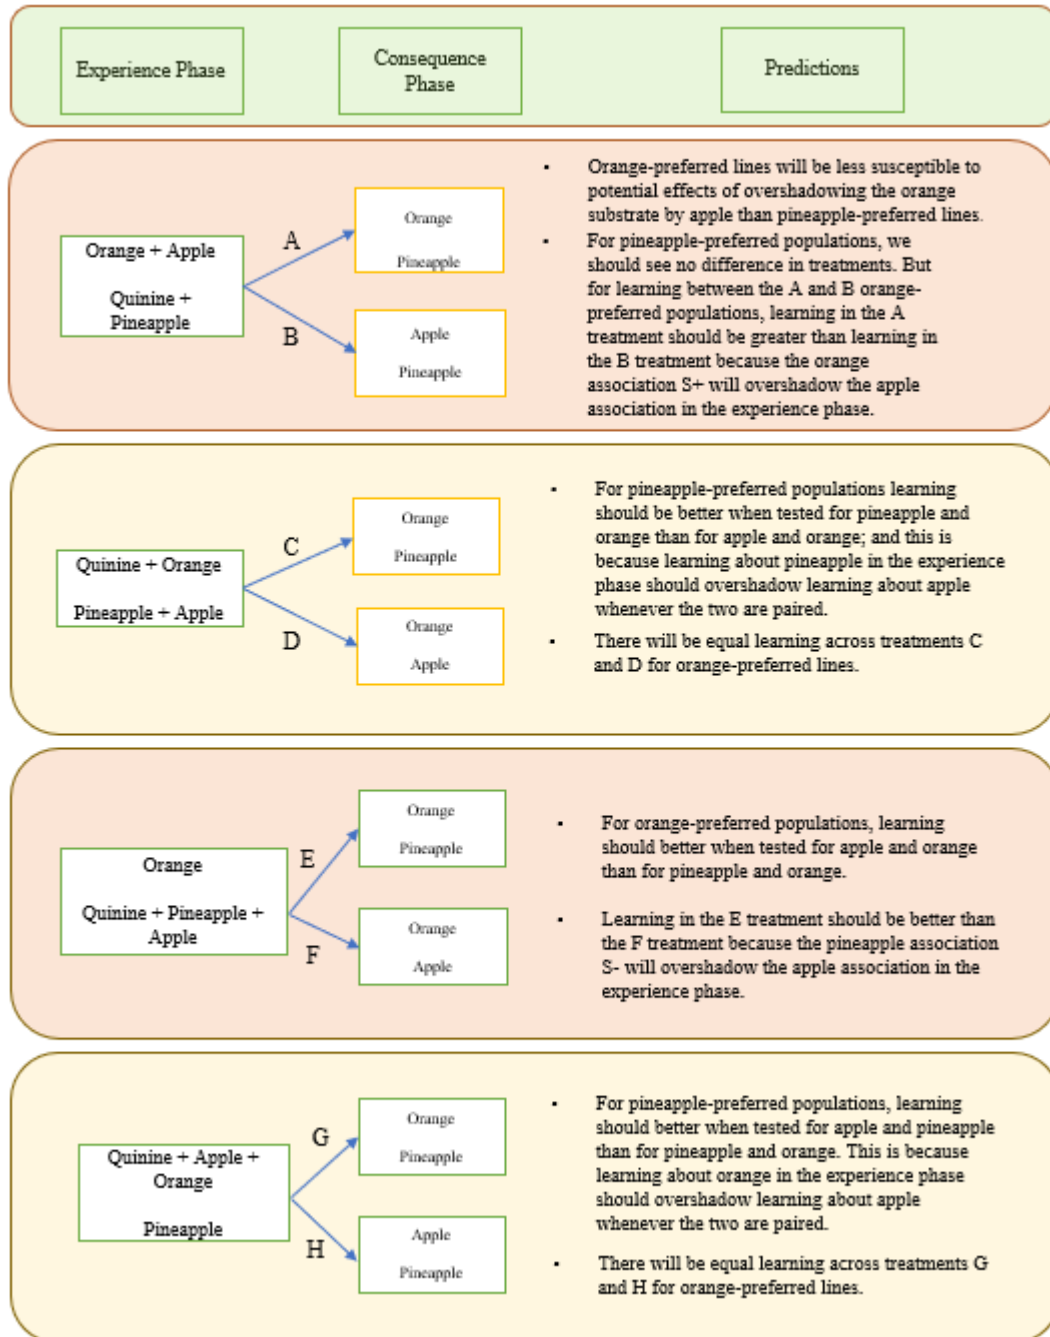 Experience Phase
Consequence
Phase
Predictions
Orange + Apple
Quinine +
Pineapple
A
B
Orange
Pineapple
Apple
Pineapple
▪ Orange-preferred lines will be less susceptible to
potential effects of overshadowing the orange
substrate by apple than pineapple-preferred lines.
▪ For pineapple-preferred populations, we
should see no difference in treatments. But
for learning between the A and B orange-
preferred populations, learning in the A
treatment should be greater than learning in
the B treatment because the orange
association S+ will overshadow the apple
association in the experience phase.
Quinine + Orange
Pineapple + Apple
C
D
Orange
Pineapple
Orange
Apple
▪ For pineapple-preferred populations learning
should be better when tested for pineapple and
orange than for apple and orange; and this is
because learning about pineapple in the experience
phase should overshadow learning about apple
whenever the two are paired.
▪ There will be equal learning across treatments C
and D for orange-preferred lines.
Orange
Quinine + Pineapple +
Apple
E
F
Orange
Pineapple
Orange
Apple
▪ For orange-preferred populations, learning
should better when tested for apple and orange
than for pineapple and orange.
▪ Learning in the E treatment should be better than
the F treatment because the pineapple association
S- will overshadow the apple association in the
experience phase.
Quinine + Apple +
Orange
Pineapple
G
H
Orange
Pineapple
Apple
Pineapple
▪ For pineapple-preferred populations, learning
should better when tested for apple and pineapple
than for pineapple and orange. This is because
learning about orange in the experience phase
should overshadow learning about apple
whenever the two are paired.
▪ There will be equal learning across treatments G
and H for orange-preferred lines.